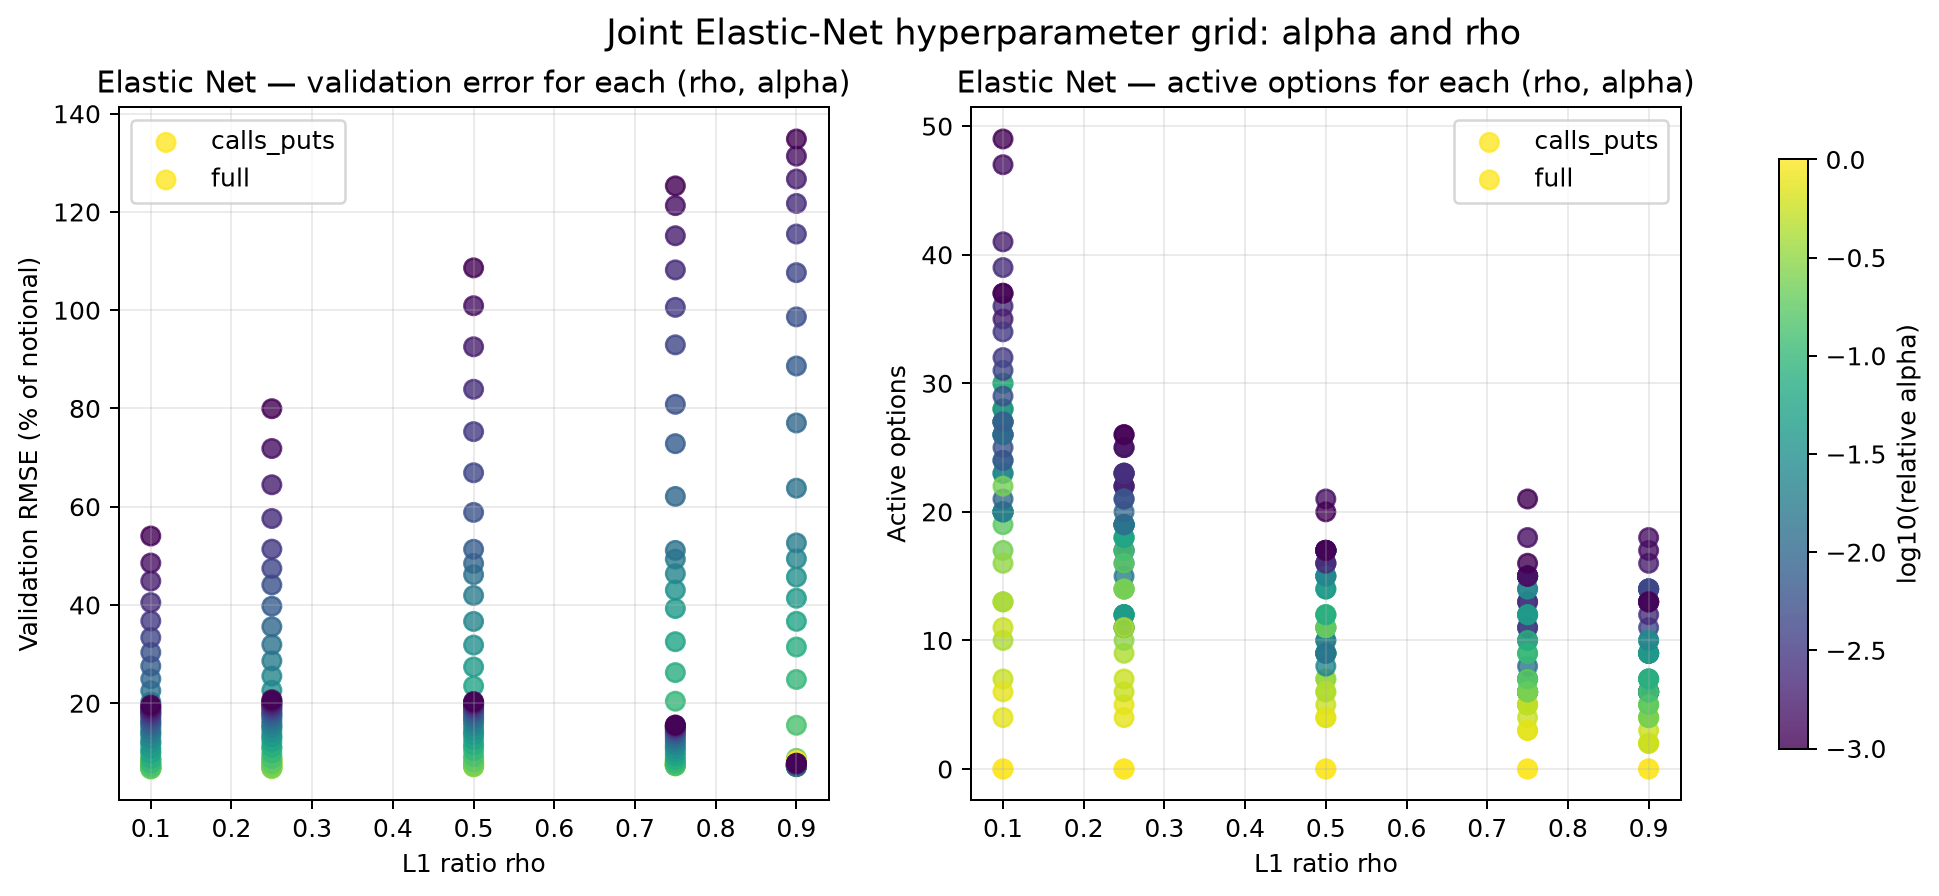 Joint Elastic-Net hyperparameter grid: alpha and rho
Elastic Net — validation error for each (rho, alpha)
Validation RMSE (% of notional)
140
120
100
80
60
40
20
calls_puts
full
0.1 0.2 0.3 0.4 0.5 0.6 0.7 0.8 0.9
L1 ratio rho
Elastic Net — active options for each (rho, alpha)
Active options
50
40
30
20
10
0
calls_puts
full
0.1 0.2 0.3 0.4 0.5 0.6 0.7 0.8 0.9
L1 ratio rho
0.0
−0.5
−1.0
−1.5
−2.0
−2.5
−3.0
log10(relative alpha)